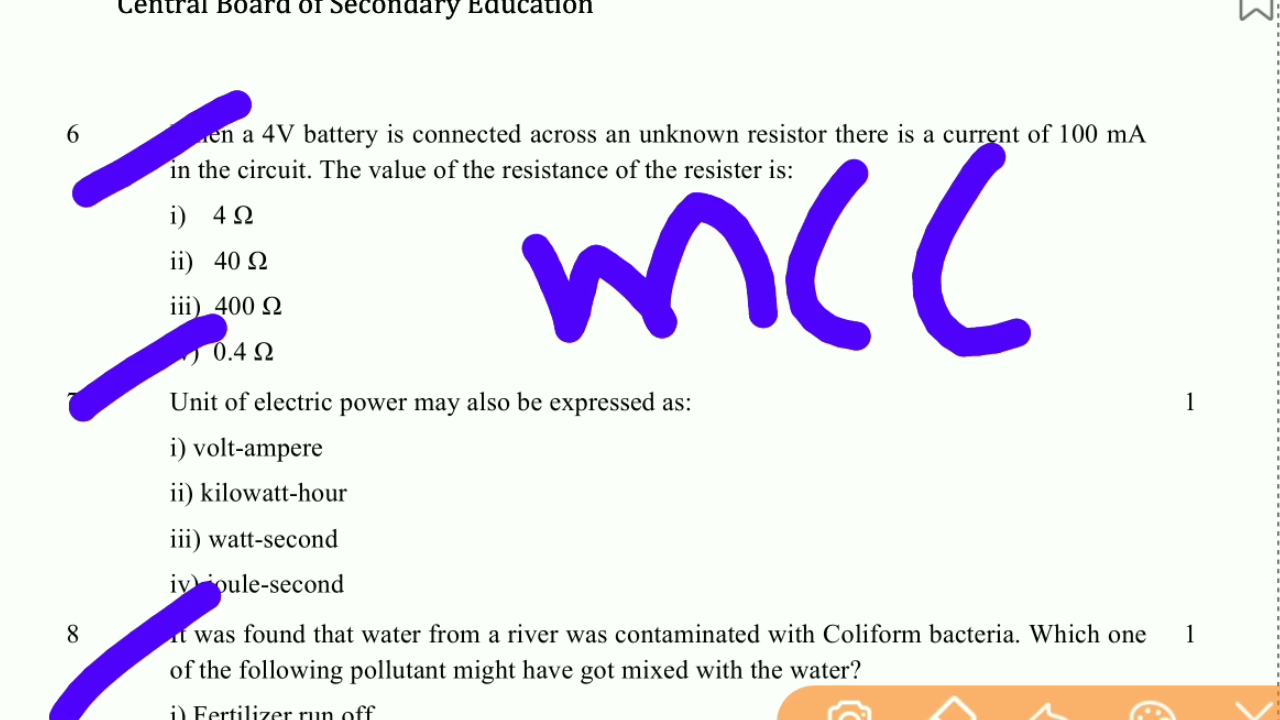 Central Board of Secondary Education
6 When a 4V battery is connected across an unknown resistor there is a current of 100 mA
in the circuit. The value of the resistance of the resister is:
i) 4 Ω
ii) 40 Ω
iii) 400 Ω
0.4 Ω
mcc
Unit of electric power may also be expressed as: 1
i) volt-ampere
ii) kilowatt-hour
iii) watt-second
iv) joule-second
8 It was found that water from a river was contaminated with Coliform bacteria. Which one 1
of the following pollutant might have got mixed with the water?
i) Fertilizer run off